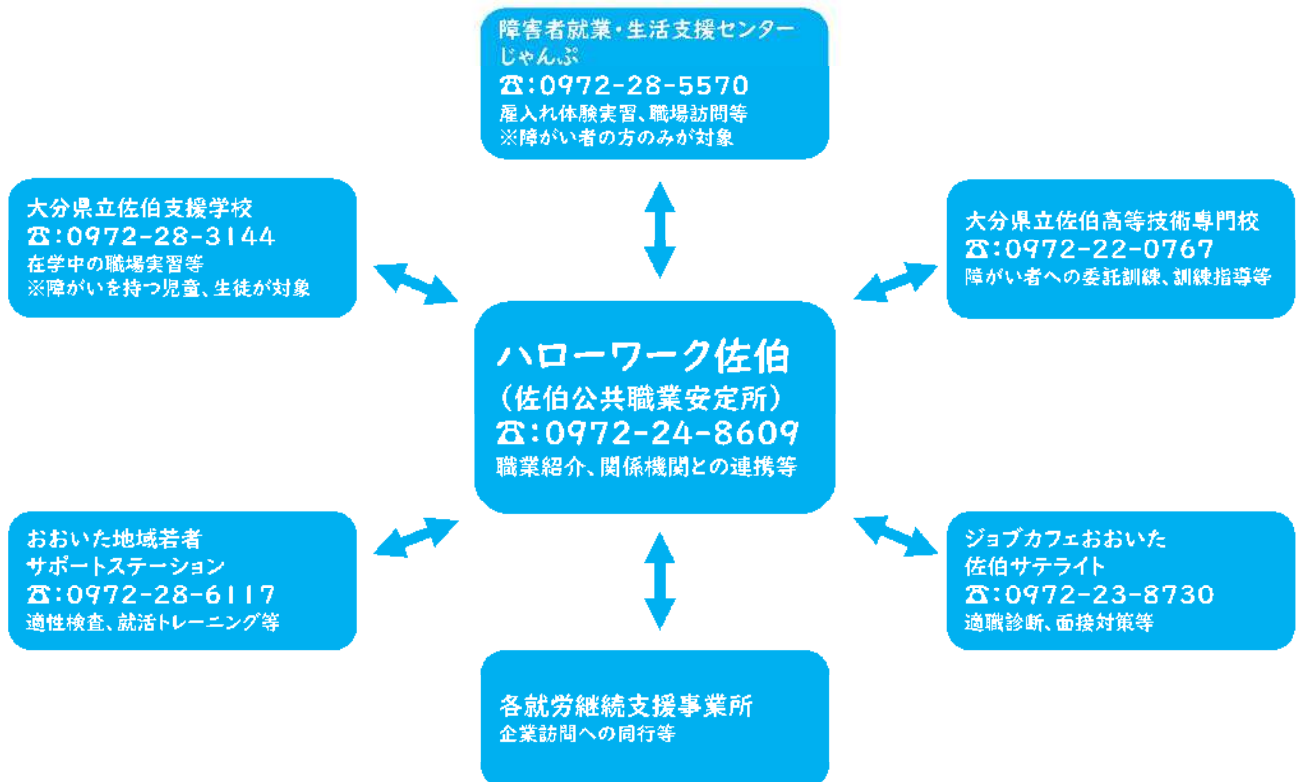 障害者就業・生活支援センター
じゃんぷ
☎:0972-28-5570
雇入れ体験実習、職場訪問等
※障がい者の方のみが対象
大分県立佐伯支援学校
☎:0972-28-3144
在学中の職場実習等
※障がいを持つ児童、生徒が対象
大分県立佐伯高等技術専門校
☎:0972-22-0767
障がい者への委託訓練、訓練指導等
ハローワーク佐伯
(佐伯公共職業安定所)
☎:0972-24-8609
職業紹介、関係機関との連携等
おおいた地域若者
サポートステーション
☎:0972-28-6117
適性検査、就活トレーニング等
ジョブカフェおおいた
佐伯サテライト
☎:0972-23-8730
適職診断、面接対策等
各就労継続支援事業所
企業訪問への同行等